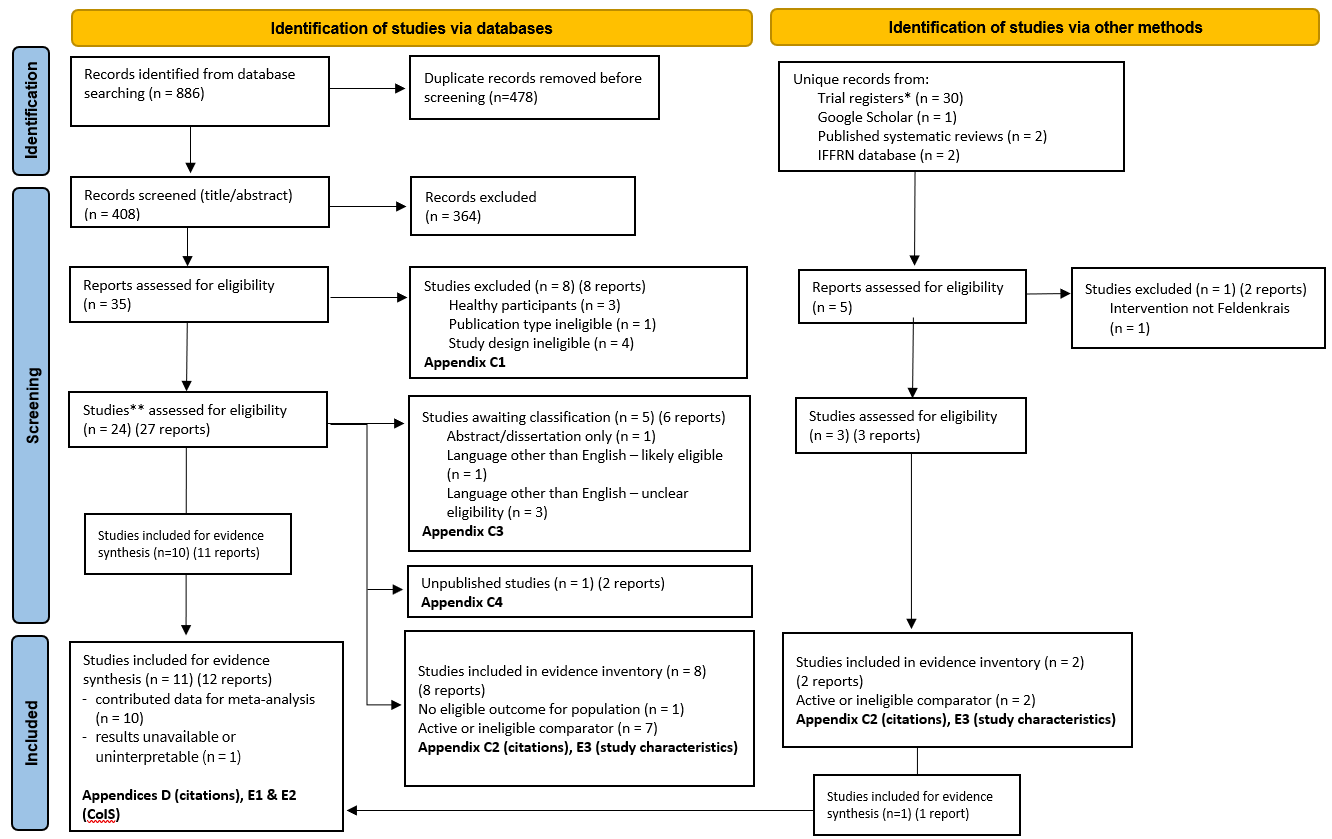 Identification of studies via databases
Identification of studies via other methods
Identification
Screening
Included
Records identified from database
searching (n = 886)
Duplicate records removed before
screening (n=478)
Records screened (title/abstract)
(n = 408)
Records excluded
(n = 364)
Reports assessed for eligibility
(n = 35)
Studies excluded (n = 8) (8 reports)
Healthy participants (n = 3)
Publication type ineligible (n = 1)
Study design ineligible (n = 4)
Appendix C1
Studies** assessed for eligibility
(n = 24) (27 reports)
Studies awaiting classification (n = 5) (6 reports)
Abstract/dissertation only (n = 1)
Language other than English – likely eligible
(n = 1)
Language other than English – unclear
eligibility (n = 3)
Appendix C3
Studies included for evidence
synthesis (n=10) (11 reports)
Unpublished studies (n = 1) (2 reports)
Appendix C4
Studies included for evidence
synthesis (n = 11) (12 reports)
- contributed data for meta-analysis
(n = 10)
- results unavailable or
uninterpretable (n = 1)
Appendices D (citations), E1 & E2
(CoIS)
Studies included in evidence inventory (n = 8)
(8 reports)
No eligible outcome for population (n = 1)
Active or ineligible comparator (n = 7)
Appendix C2 (citations), E3 (study characteristics)
Unique records from:
Trial registers* (n = 30)
Google Scholar (n = 1)
Published systematic reviews (n = 2)
IFFRN database (n = 2)
Reports assessed for eligibility
(n = 5)
Studies excluded (n = 1) (2 reports)
Intervention not Feldenkrais
(n = 1)
Studies assessed for eligibility
(n = 3) (3 reports)
Studies included in evidence inventory (n = 2)
(2 reports)
Active or ineligible comparator (n = 2)
Appendix C2 (citations), E3 (study characteristics)
Studies included for evidence
synthesis (n=1) (1 report)